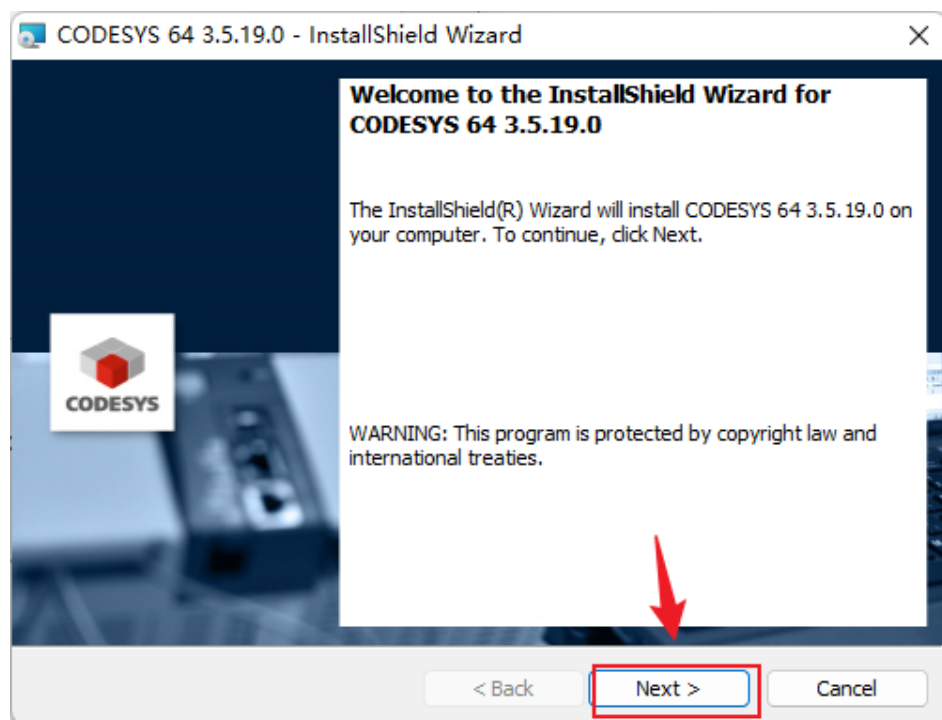 CODESYS 64 3.5.19.0 - InstallShield Wizard
Welcome to the InstallShield Wizard for
CODESYS 64 3.5.19.0
The InstallShield(R) Wizard will install CODESYS 64 3.5.19.0 on
your computer. To continue, click Next.
CODESYS
WARNING: This program is protected by copyright law and
international treaties.
< Back
Next >
Cancel